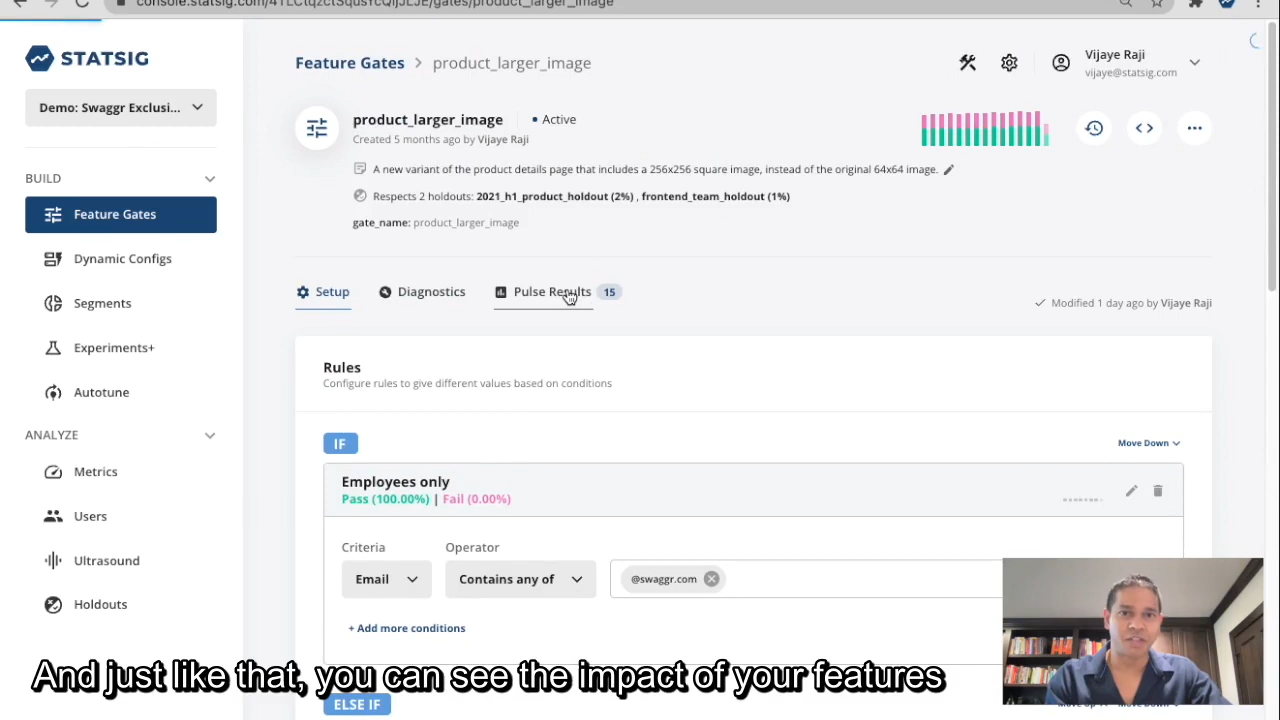 console.statsig.com/
gates/product_larger_image
STATSIG
Demo: Swaggr Exclusi...
BUILD
Feature Gates
Dynamic Configs
Segments
Experiments+
Autotune
ANALYZE
Metrics
Users
Ultrasound
Holdouts
Feature Gates > product_larger_image
Vijaye Raji
vijaye@statsig.com
product_larger_image
Active
Created 5 months ago by Vijaye Raji
A new variant of the product details page that includes a 256x256 square image, instead of the original 64x64 image.
Respects 2 holdouts: 2021_h1_product_holdout (2%) , frontend_team_holdout (1%)
gate_name: product_larger_image
Setup
Diagnostics
Pulse Results 15
Modified 1 day ago by Vijaye Raji
Rules
Configure rules to give different values based on conditions
IF
Move Down
Employees only
Pass (100.00%) | Fail (0.00%)
Criteria
Operator
Email
Contains any of
@swaggr.com
+ Add more conditions
And just like that, you can see the impact of your features
ELSE IF